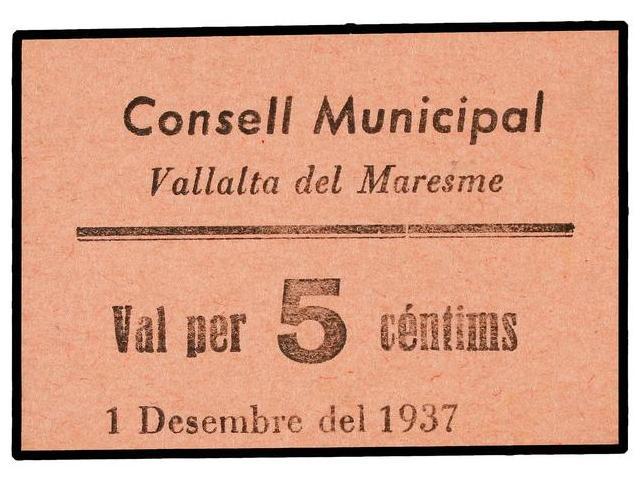 Consell Municipal
Vallalta del Maresme
Val per 5 céntims
1 Desembre del 1937